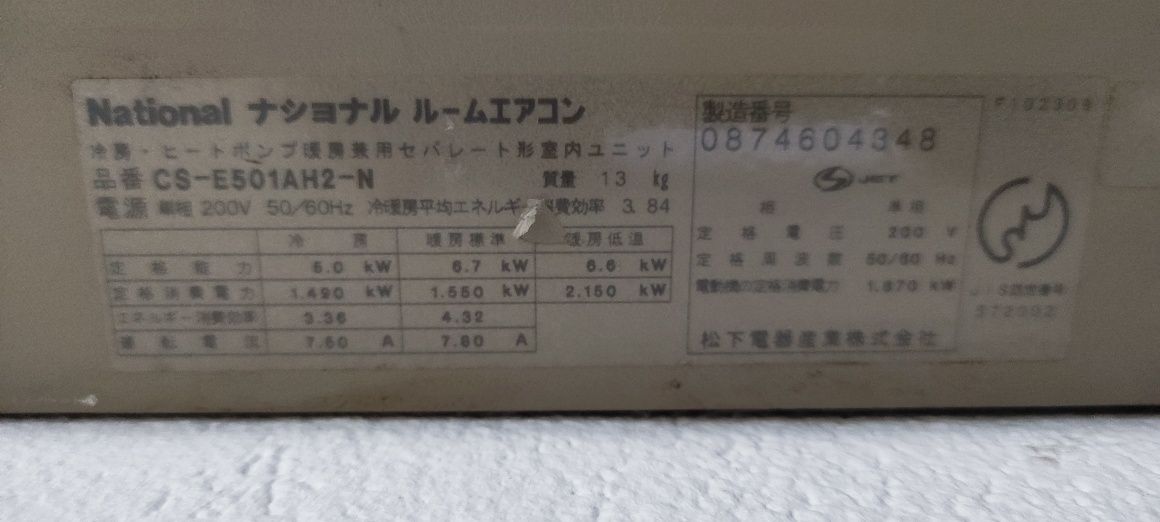 National ナショナル ルームエアコン
冷房・ヒートポンプ暖房兼用セパレート形室内ユニット
品番 CS-E501AH2-N 質量 13 kg
電源 単相 200V 50/60Hz 冷暖房平均エネルギー消費効率 3.84
冷房 暖房標準 暖房低温
定格能力 5.0 kW 6.7 kW 6.6 kW
定格消費電力 1.490 kW 1.550 kW 2.150 kW
エネルギー消費効率 3.36 4.32
運転電流 7.60 A 7.80 A
製造番号
0874604348
JET
相 単相
定格電圧 200 V
定格周波数 50/60 Hz
電動機の定格消費電力 1.870 kW
松下電器産業株式会社
JIS認定番号
572002